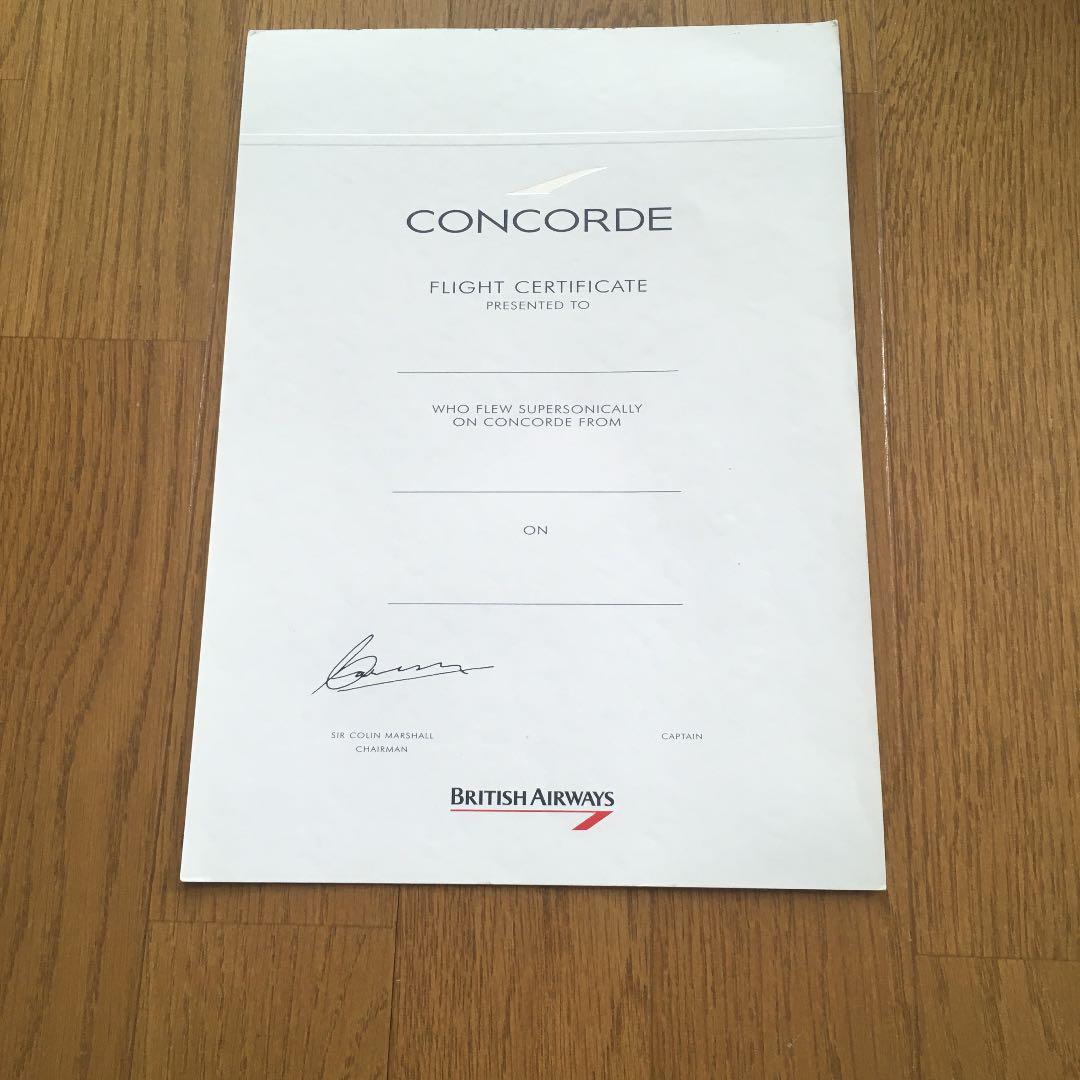 CONCORDE
FLIGHT CERTIFICATE
PRESENTED TO
WHO FLEW SUPERSONICALLY
ON CONCORDE FROM
ON
SIR COLIN MARSHALL
CHAIRMAN
CAPTAIN
BRITISH AIRWAYS